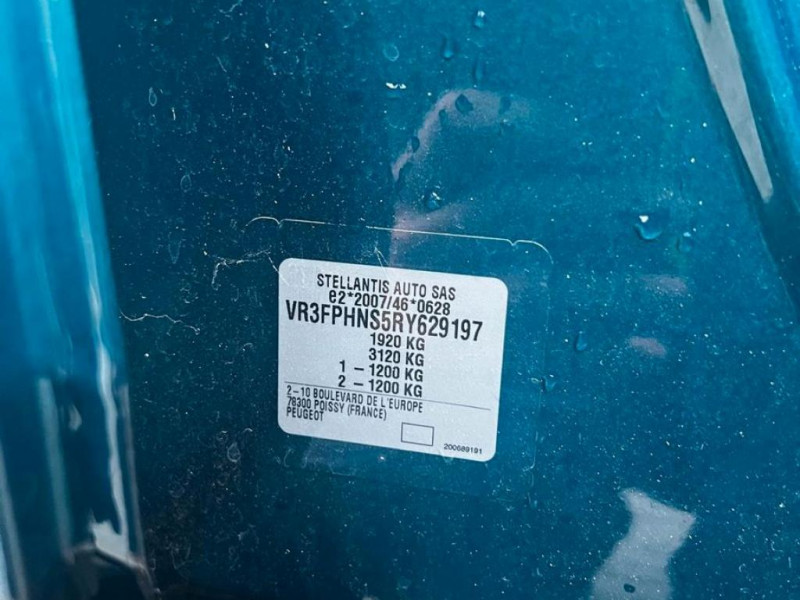 STELLANTIS AUTO SAS
e2*2007/46*0628
VR3FPHNS5RY629197
1920 KG
3120 KG
1 – 1200 KG
2 – 1200 KG
2–10 BOULEVARD DE L'EUROPE
78300 POISSY (FRANCE)
PEUGEOT
200689191